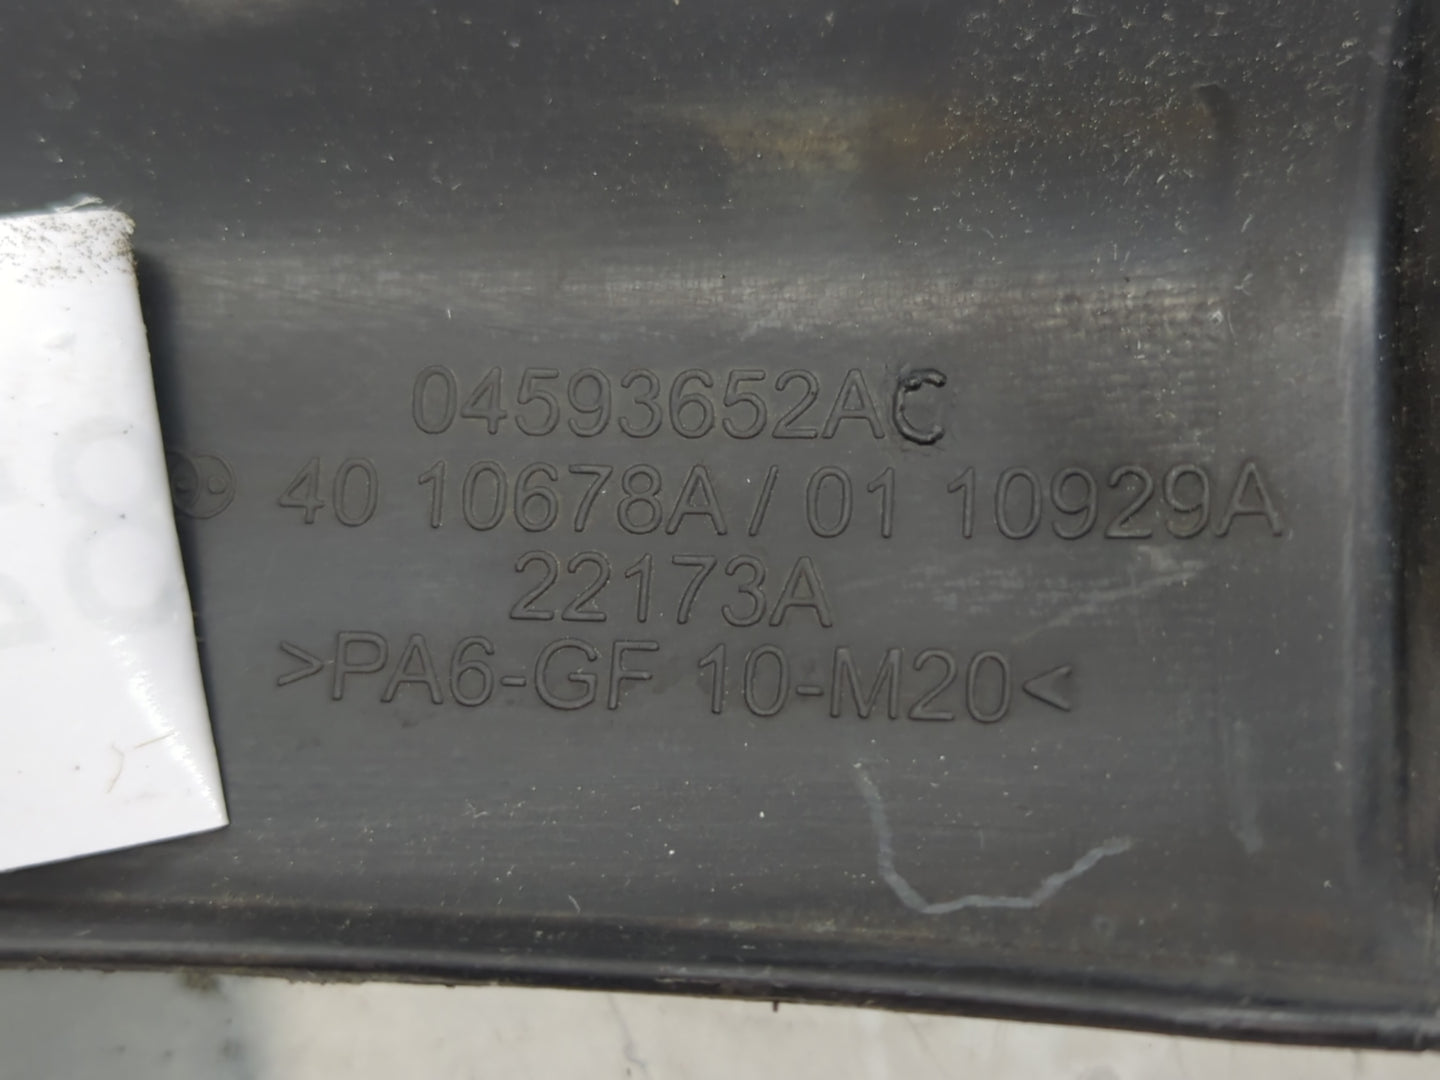 04593652AC
40 10678A / 01 10929A
22173A
>PA6-GF 10-M20<